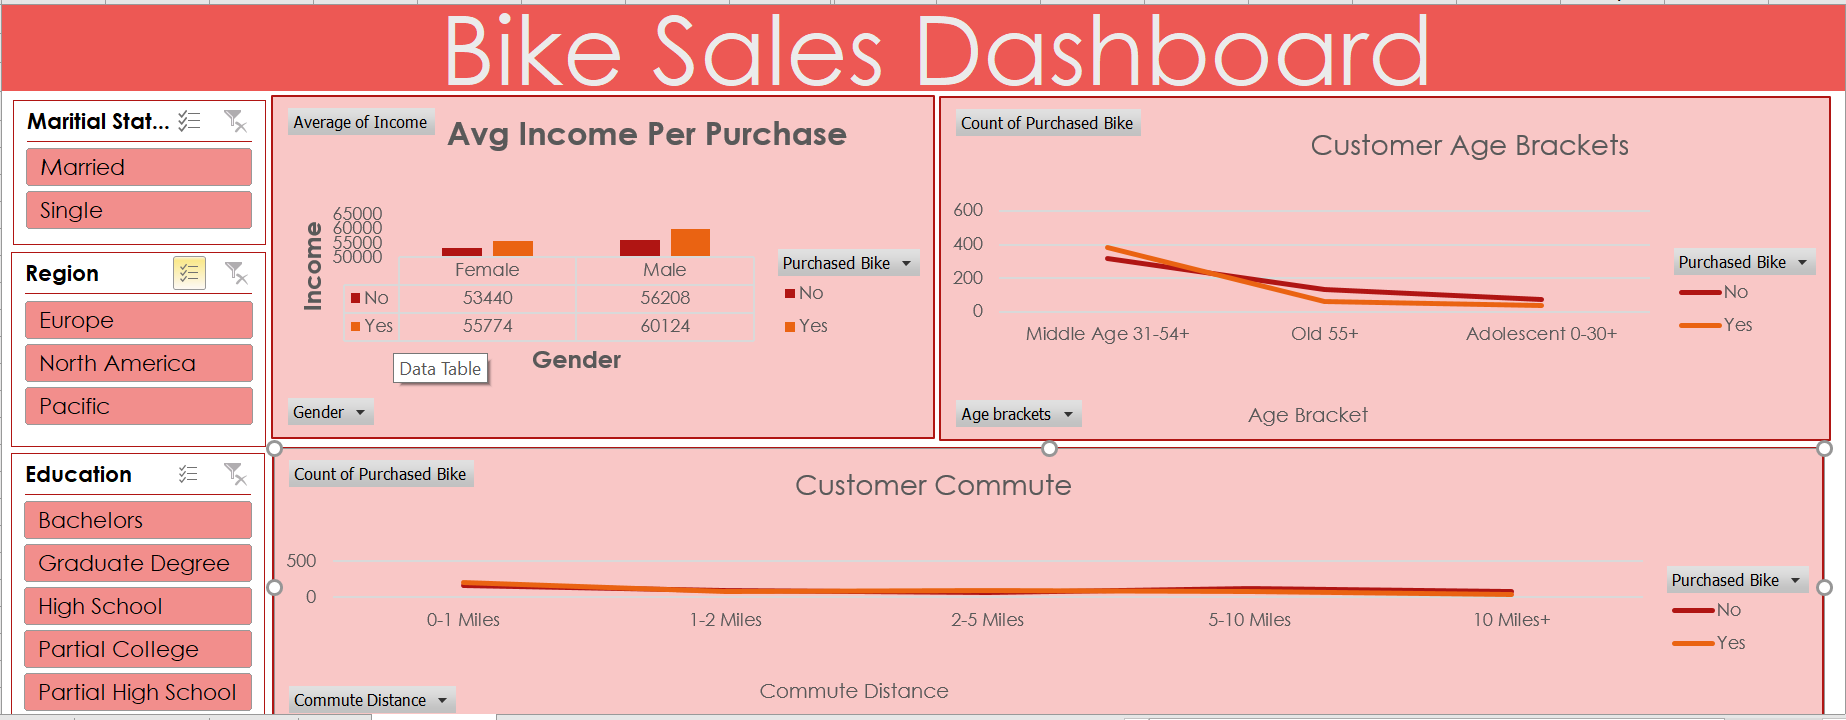 Bike Sales Dashboard
Maritial Stat...
Married
Single
Region
Europe
North America
Pacific
Education
Bachelors
Graduate Degree
High School
Partial College
Partial High School
Average of Income
Avg Income Per Purchase
Income
65000
60000
55000
50000
Female Male
No 53440 56208
Yes 55774 60124
Data Table
Gender
Gender
Purchased Bike
No
Yes
Count of Purchased Bike
Customer Age Brackets
600
400
200
0
Middle Age 31-54+ Old 55+ Adolescent 0-30+
Age brackets
Age Bracket
Purchased Bike
No
Yes
Count of Purchased Bike
Customer Commute
500
0
0-1 Miles 1-2 Miles 2-5 Miles 5-10 Miles 10 Miles+
Commute Distance
Commute Distance
Purchased Bike
No
Yes